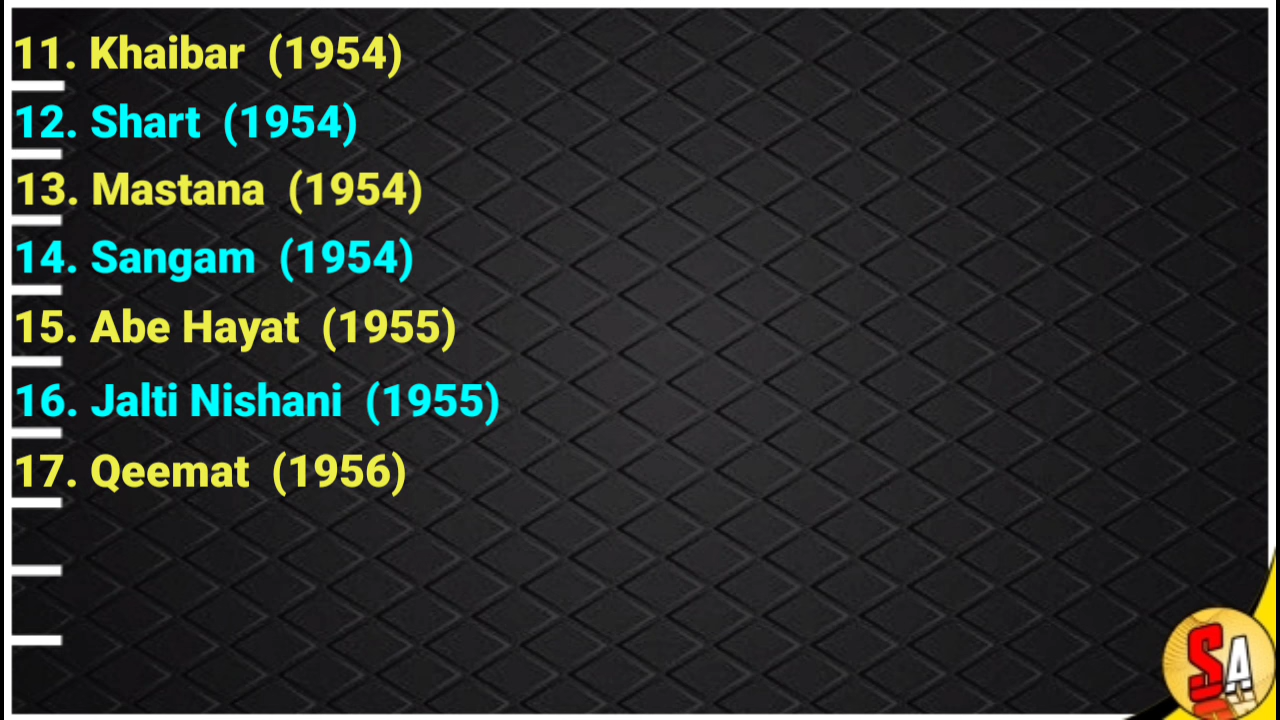 11. Khaibar (1954)
12. Shart (1954)
13. Mastana (1954)
14. Sangam (1954)
15. Abe Hayat (1955)
16. Jalti Nishani (1955)
17. Qeemat (1956)
SA